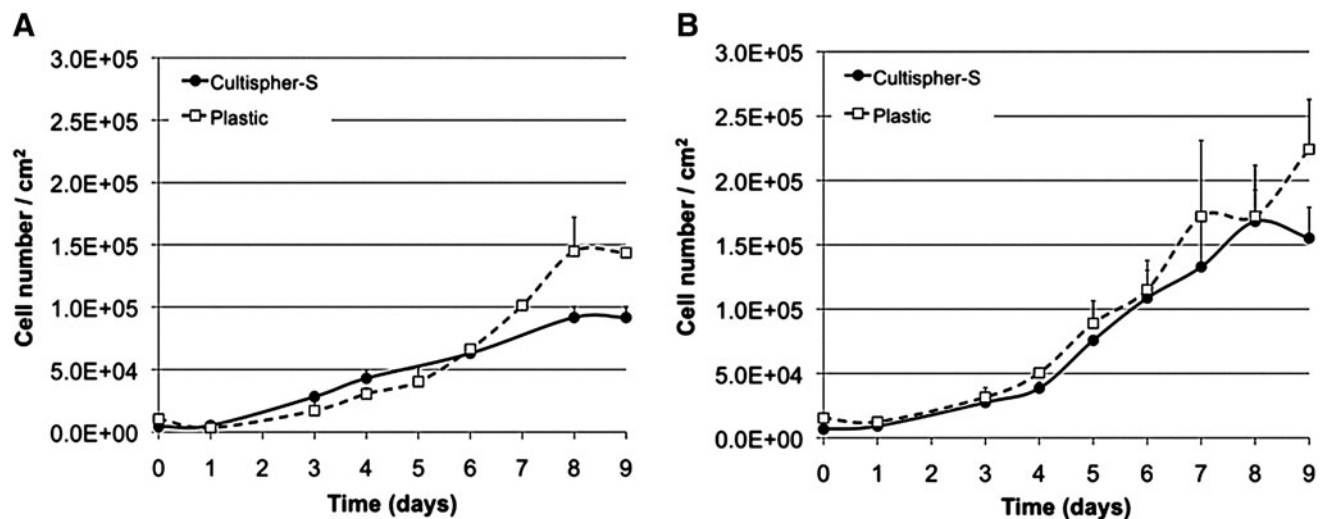 A
3.0E+05
2.5E+05
2.0E+05
1.5E+05
1.0E+05
5.0E+04
0.0E+00
Cell number / cm²
Cultispher-S
Plastic
0 1 2 3 4 5 6 7 8 9
Time (days)
B
3.0E+05
2.5E+05
2.0E+05
1.5E+05
1.0E+05
5.0E+04
0.0E+00
Cell number / cm²
Cultispher-S
Plastic
0 1 2 3 4 5 6 7 8 9
Time (days)